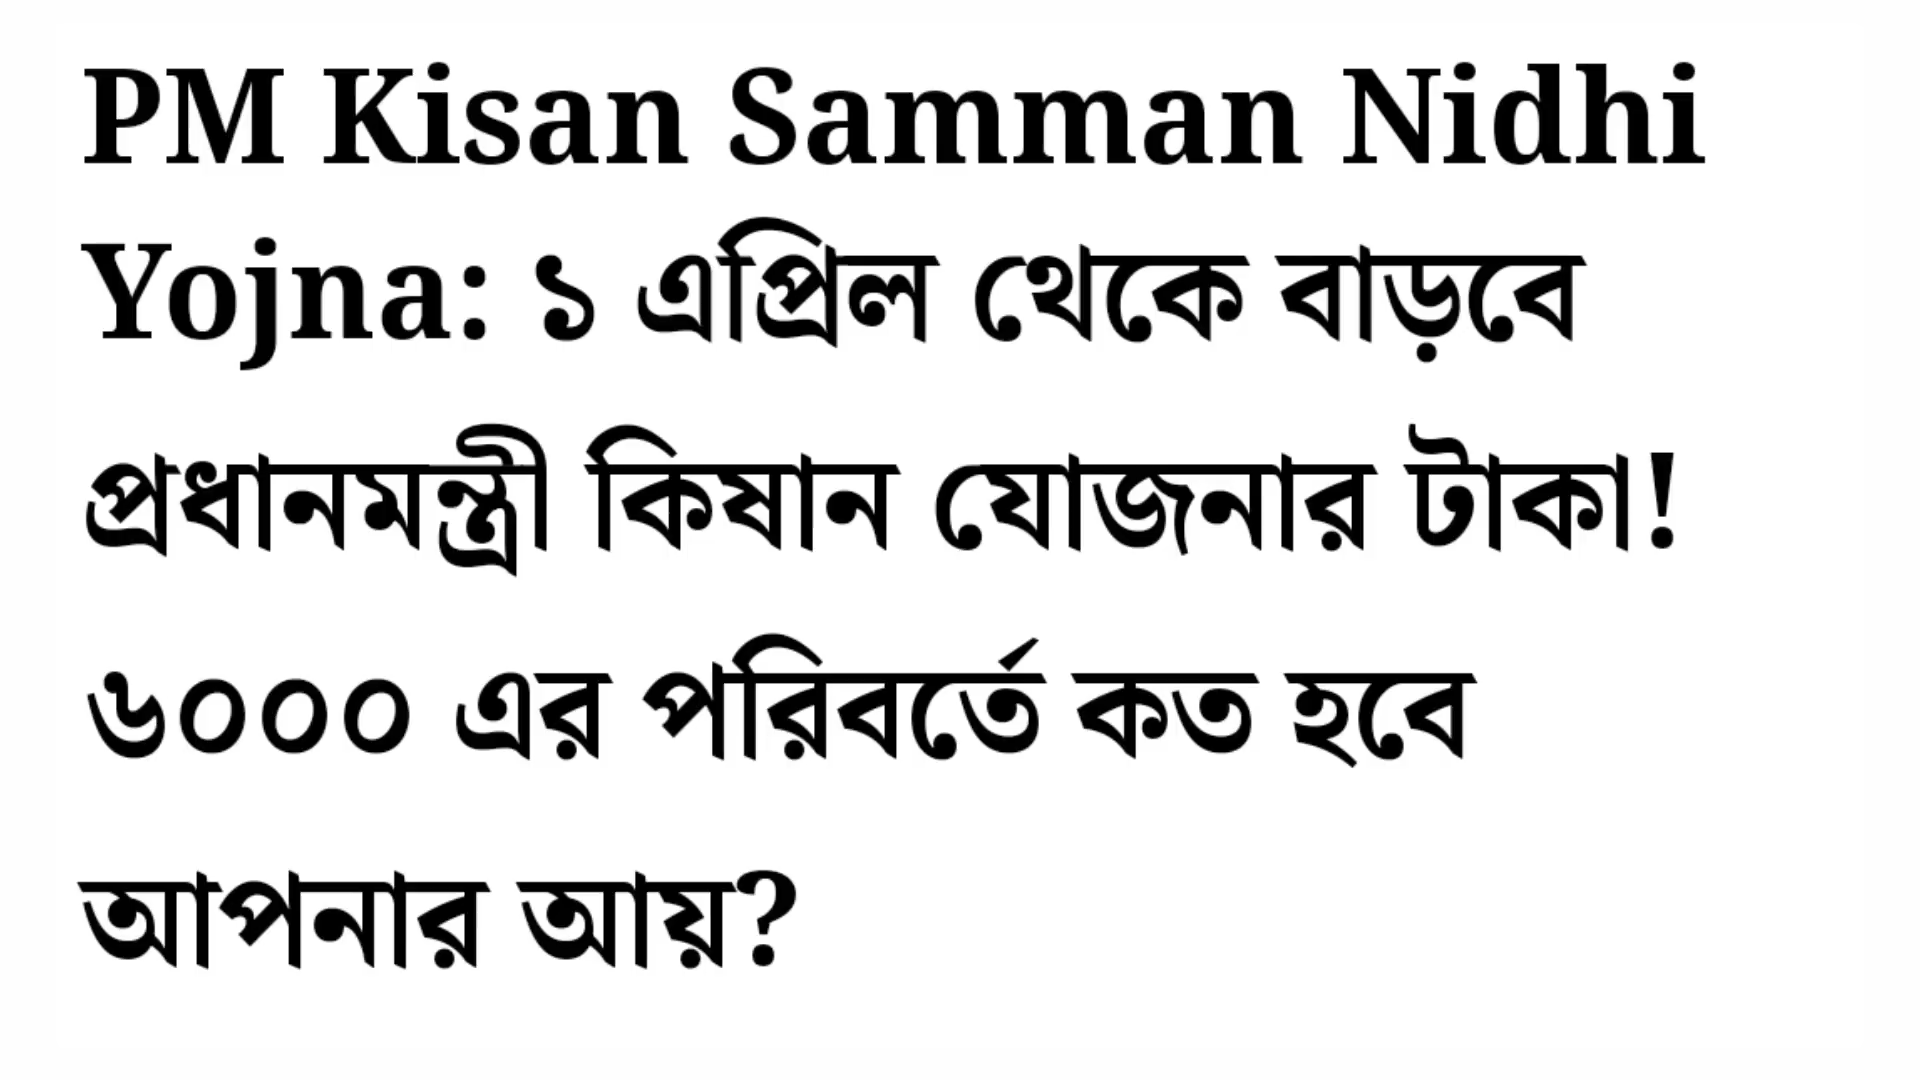 PM Kisan Samman Nidhi
Yojna: ১ এপ্রিল থেকে বাড়বে
প্রধানমন্ত্রী কিষান যোজনার টাকা!
৬০০০ এর পরিবর্তে কত হবে
আপনার আয়?